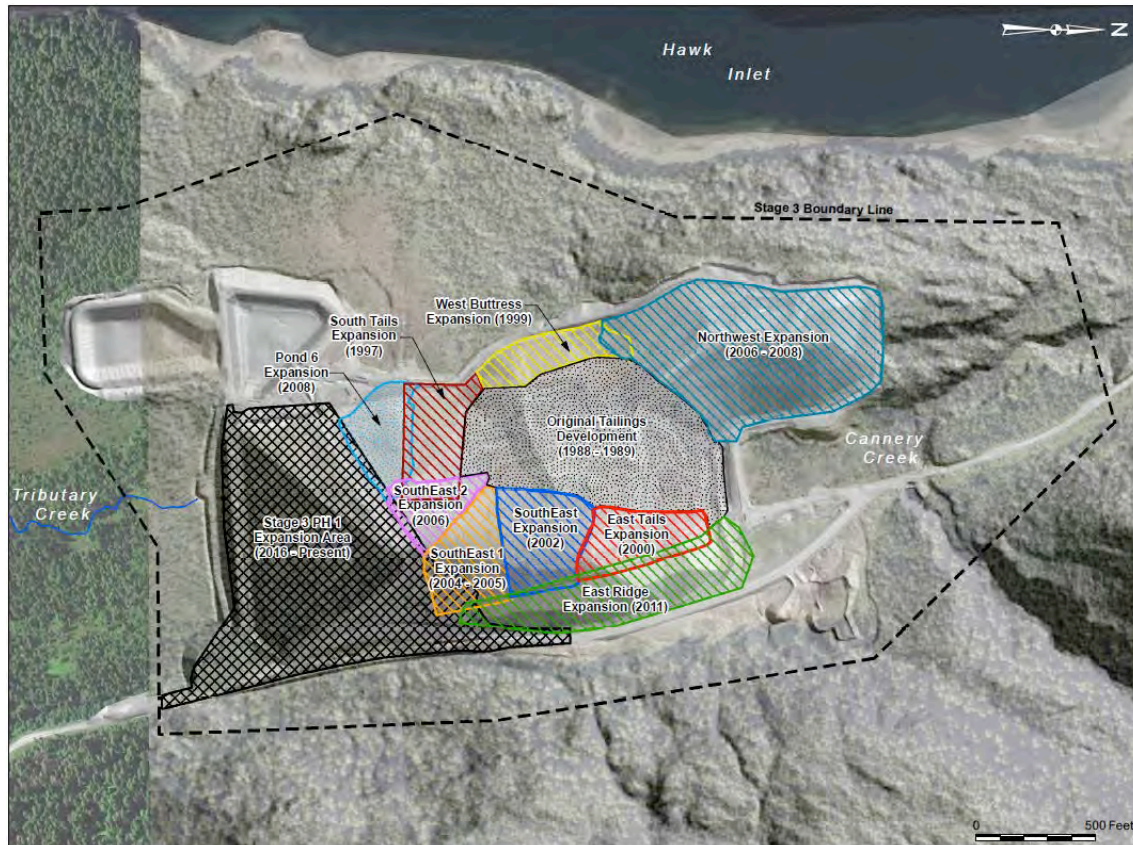 Hawk
Inlet
N
Stage 3 Boundary Line
West Buttress
Expansion (1999)
South Tails
Expansion
(1997)
Northwest Expansion
(2006 - 2008)
Pond 6
Expansion
(2008)
Original Tailings
Development
(1988 - 1989)
Cannery
Creek
Tributary
Creek
SouthEast 2
Expansion
(2006)
SouthEast
Expansion
(2002)
East Tails
Expansion
(2000)
Stage 3 PH 1
Expansion Area
(2016 - Present)
SouthEast 1
Expansion
(2004 - 2005)
East Ridge
Expansion (2011)
0 500 Feet